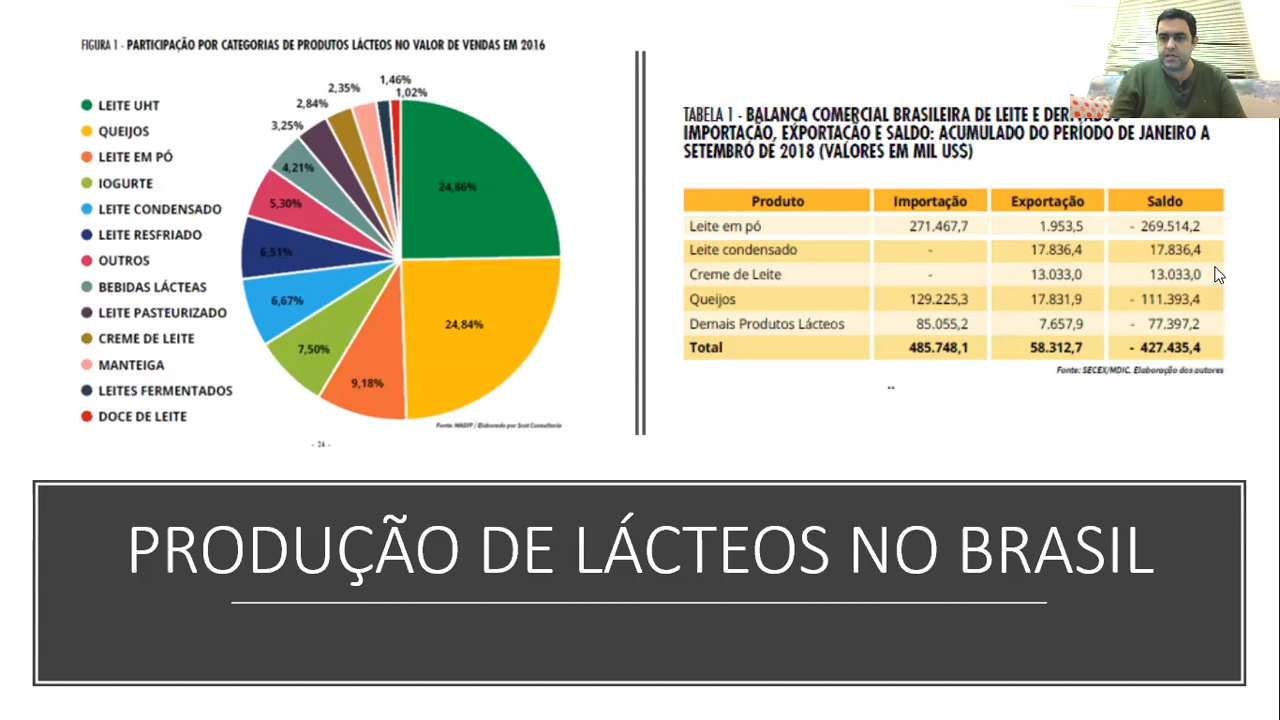 FIGURA 1 - PARTICIPAÇÃO POR CATEGORIAS DE PRODUTOS LÁCTEOS NO VALOR DE VENDAS EM 2016
LEITE UHT
QUEIJOS
LEITE EM PÓ
IOGURTE
LEITE CONDENSADO
LEITE RESFRIADO
OUTROS
BEBIDAS LÁCTEAS
LEITE PASTEURIZADO
CREME DE LEITE
MANTEIGA
LEITES FERMENTADOS
DOCE DE LEITE
24,86%
24,84%
9,18%
7,50%
6,67%
6,51%
5,30%
4,21%
3,25%
2,84%
2,35%
1,46%
1,02%
Fonte: MADYP / Elaborado por Scot Consultoria
- 24 -
TABELA 1 - BALANÇA COMERCIAL BRASILEIRA DE LEITE E
IMPORTAÇÃO, EXPORTAÇÃO E SALDO: ACUMULADO DO PERÍODO DE JANEIRO A
SETEMBRO DE 2018 (VALORES EM MIL US$)
Produto Importação Exportação Saldo
Leite em pó 271.467,7 1.953,5 - 269.514,2
Leite condensado - 17.836,4 17.836,4
Creme de Leite - 13.033,0 13.033,0
Queijos 129.225,3 17.831,9 - 111.393,4
Demais Produtos Lácteos 85.055,2 7.657,9 - 77.397,2
Total 485.748,1 58.312,7 - 427.435,4
Fonte: SECEX/MDIC. Elaboração dos autores
PRODUÇÃO DE LÁCTEOS NO BRASIL